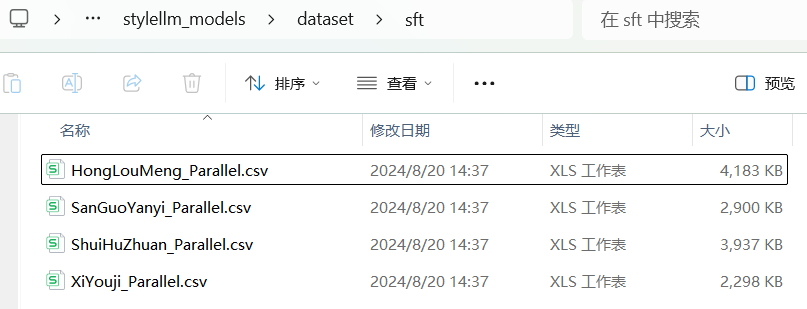 ··· stylellm_models dataset sft 在 sft 中搜索
排序 查看 ··· 预览
名称 修改日期 类型 大小
HongLouMeng_Parallel.csv 2024/8/20 14:37 XLS 工作表 4,183 KB
SanGuoYanyi_Parallel.csv 2024/8/20 14:37 XLS 工作表 2,900 KB
ShuiHuZhuan_Parallel.csv 2024/8/20 14:37 XLS 工作表 3,937 KB
XiYouji_Parallel.csv 2024/8/20 14:37 XLS 工作表 2,298 KB